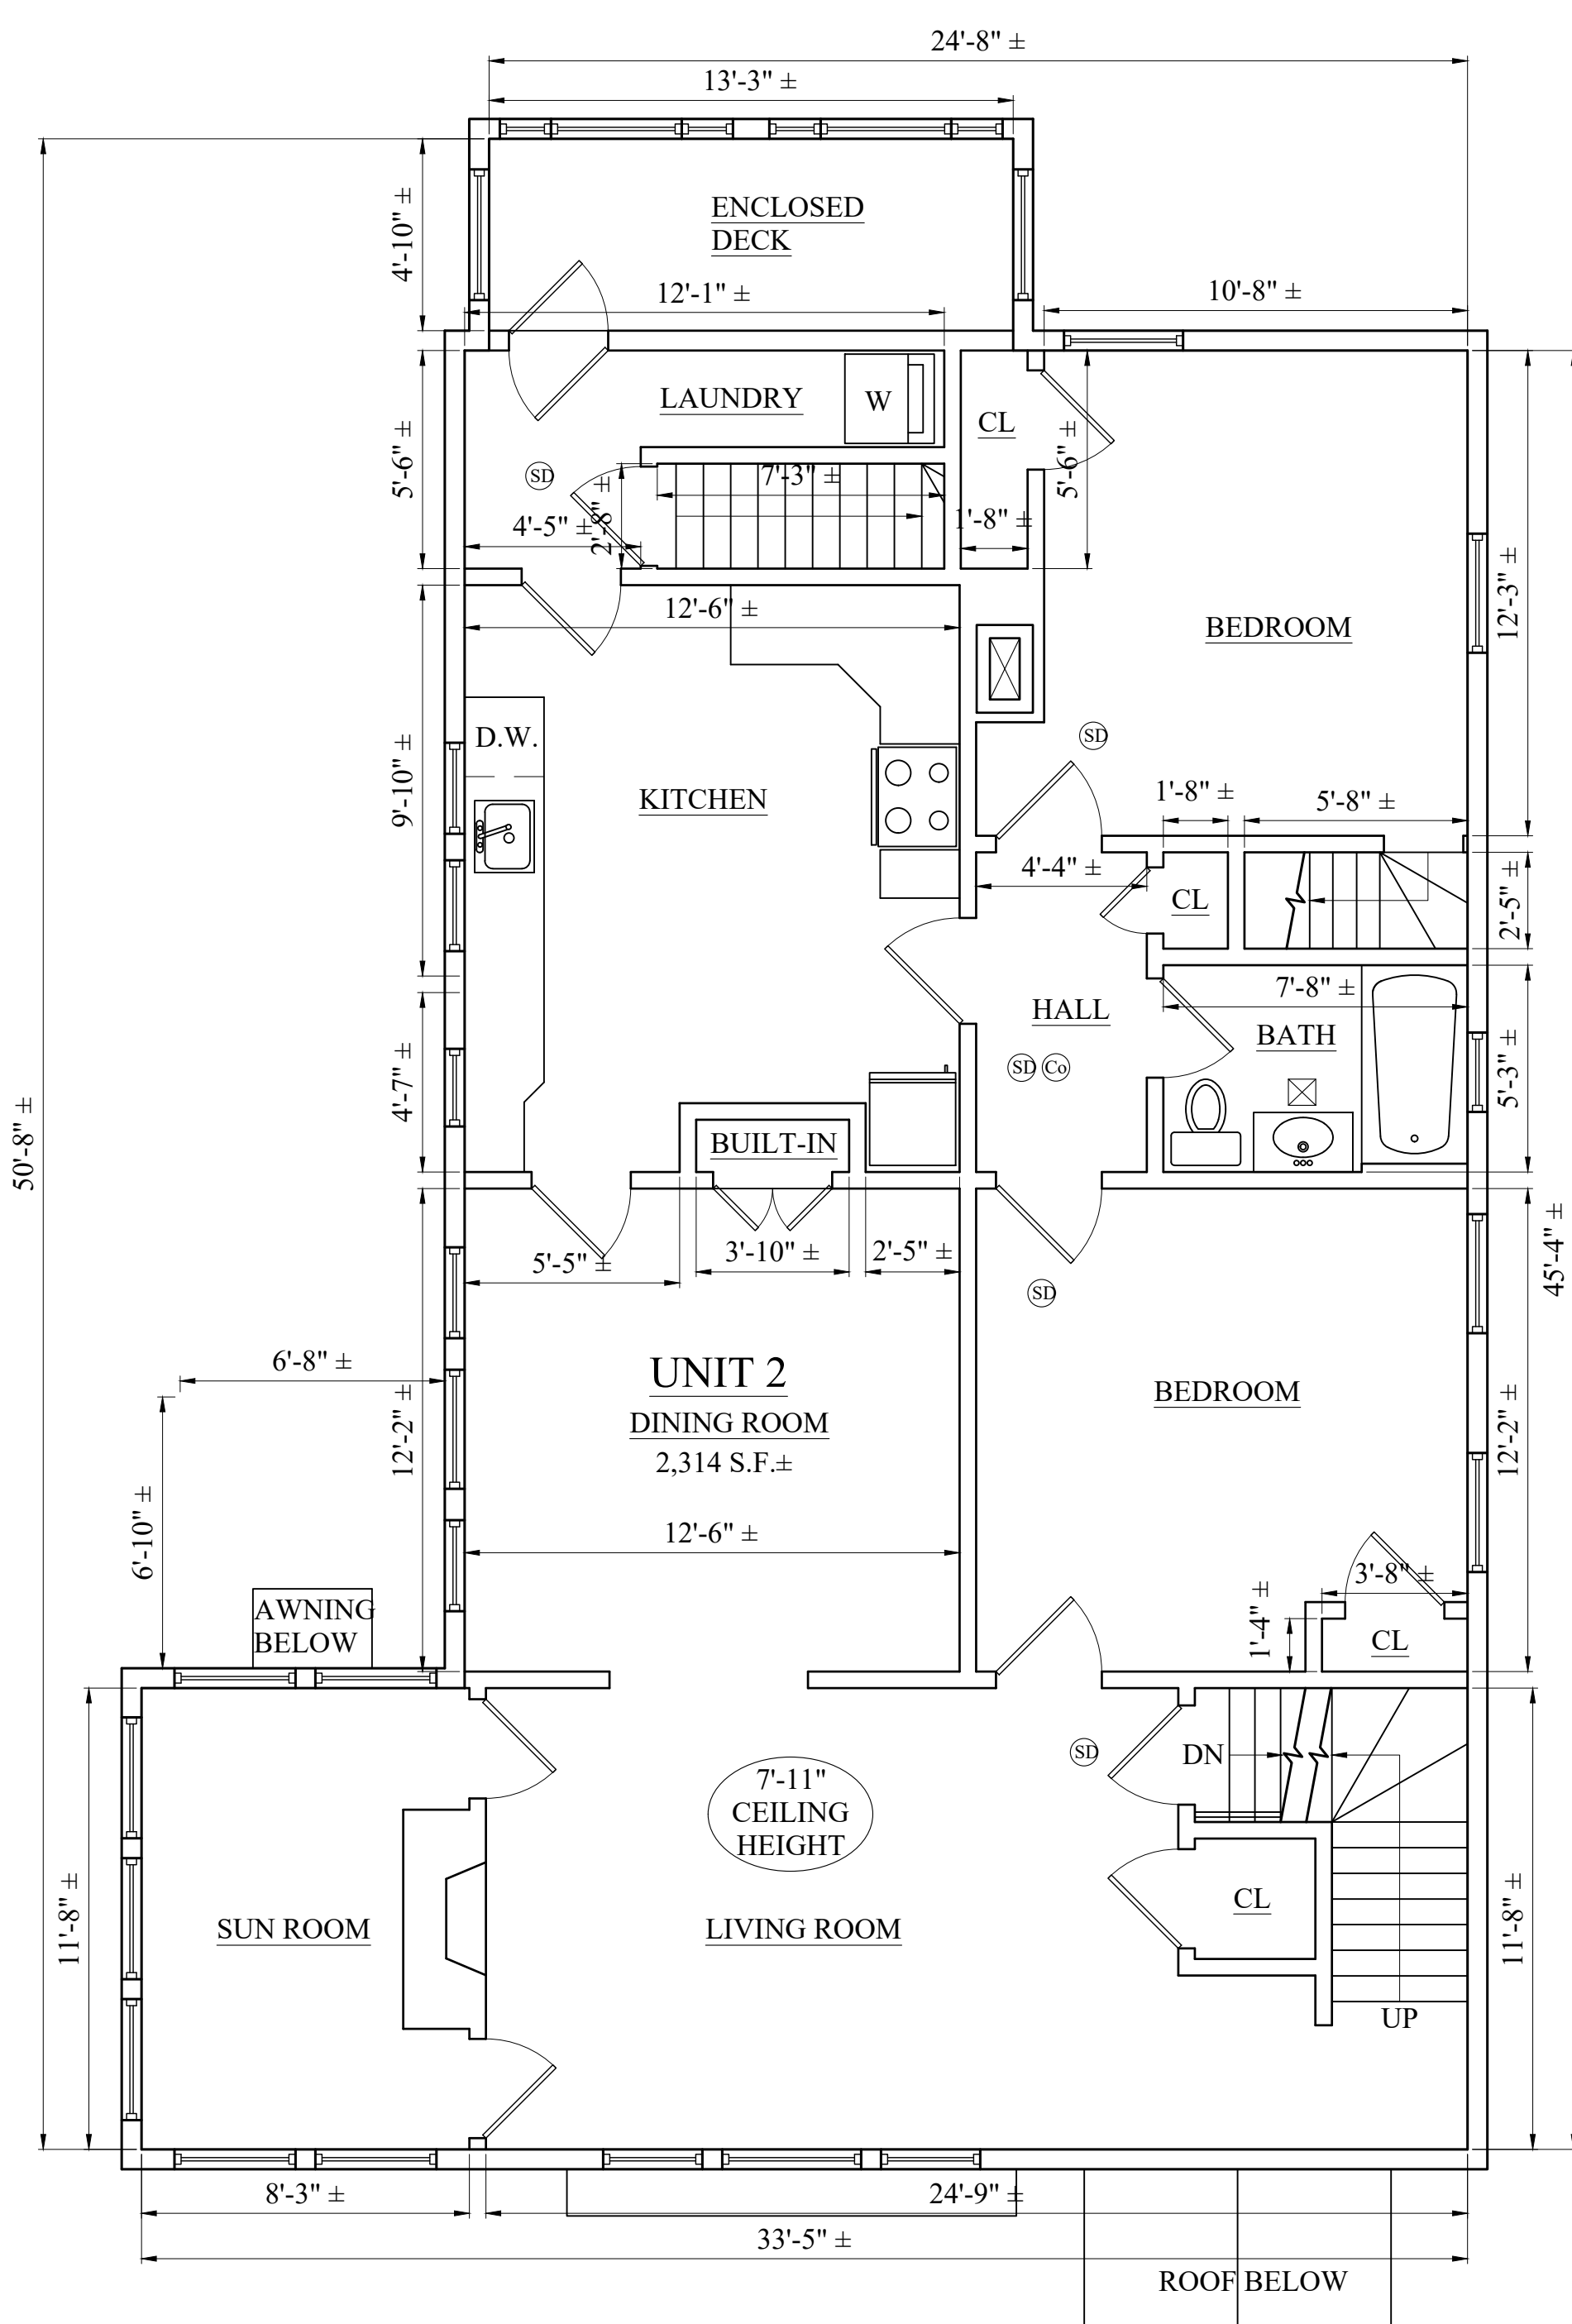 24'-8" ±
13'-3" ±
4'-10" ±
ENCLOSED
DECK
12'-1" ±
10'-8" ±
LAUNDRY
W
CL
5'-6" ±
5'-6" ±
SD
7'-3" ±
4'-5" ±
2'-8" ±
1'-8" ±
12'-3" ±
12'-6" ±
BEDROOM
D.W.
SD
9'-10" ±
KITCHEN
1'-8" ±
5'-8" ±
4'-4" ±
CL
2'-5" ±
7'-8" ±
HALL
BATH
SD
Co
4'-7" ±
5'-3" ±
50'-8" ±
BUILT-IN
5'-5" ±
3'-10" ±
2'-5" ±
45'-4" ±
SD
6'-8" ±
UNIT 2
DINING ROOM
2,314 S.F.±
BEDROOM
12'-2" ±
12'-2" ±
6'-10" ±
12'-6" ±
3'-8" ±
1'-4" ±
AWNING
BELOW
CL
SD
DN
7'-11"
CEILING
HEIGHT
CL
11'-8" ±
SUN ROOM
LIVING ROOM
11'-8" ±
UP
8'-3" ±
24'-9" ±
33'-5" ±
ROOF BELOW